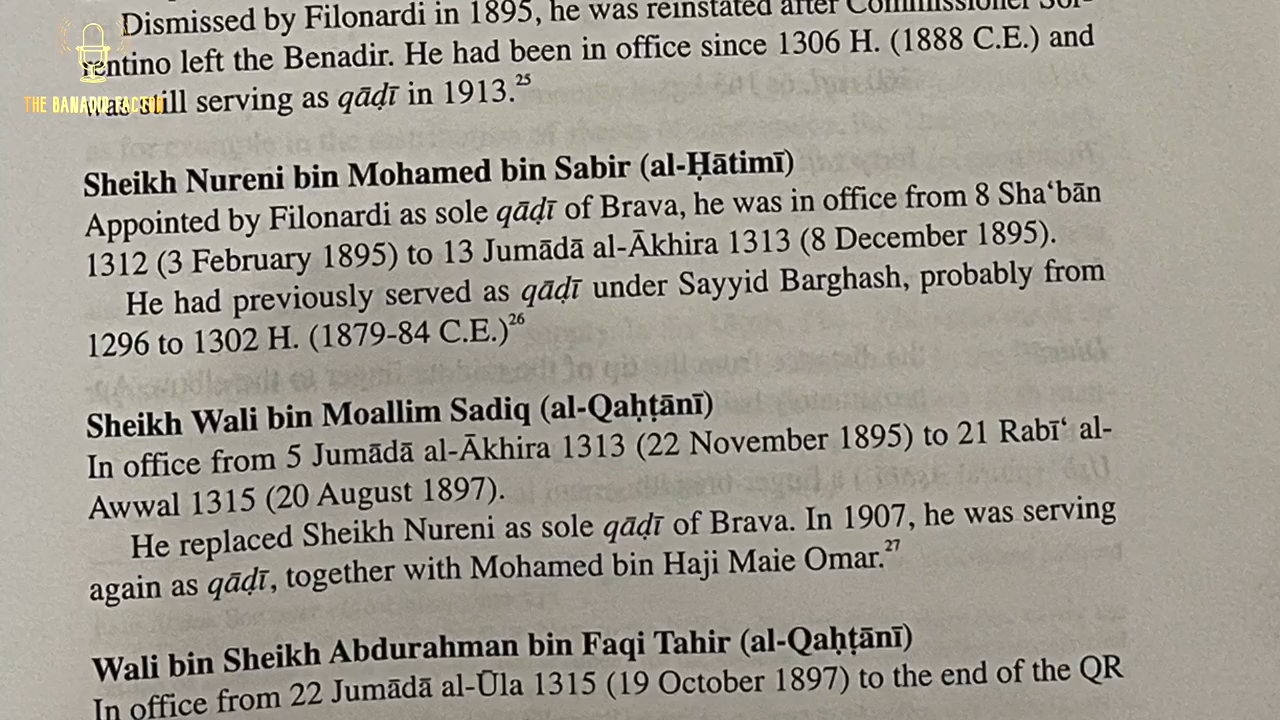 Dismissed by Filonardi in 1895, he was reinstated after Commissioner Sor-
rentino left the Benadir. He had been in office since 1306 H. (1888 C.E.) and
was still serving as qāḍī in 1913.25
THE BANADIR FACTOR
Sheikh Nureni bin Mohamed bin Sabir (al-Ḥātimī)
Appointed by Filonardi as sole qāḍī of Brava, he was in office from 8 Sha‘bān
1312 (3 February 1895) to 13 Jumādā al-Ākhira 1313 (8 December 1895).
He had previously served as qāḍī under Sayyid Barghash, probably from
1296 to 1302 H. (1879-84 C.E.)26
Sheikh Wali bin Moallim Sadiq (al-Qaḥṭānī)
In office from 5 Jumādā al-Ākhira 1313 (22 November 1895) to 21 Rabī‘ al-
Awwal 1315 (20 August 1897).
He replaced Sheikh Nureni as sole qāḍī of Brava. In 1907, he was serving
again as qāḍī, together with Mohamed bin Haji Maie Omar.27
Wali bin Sheikh Abdurahman bin Faqi Tahir (al-Qaḥṭānī)
In office from 22 Jumādā al-Ūla 1315 (19 October 1897) to the end of the QR